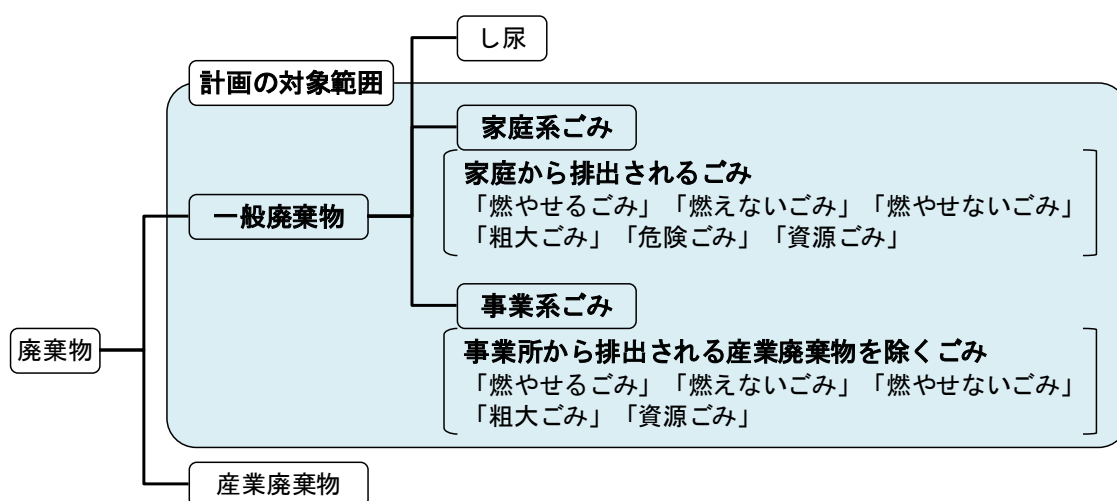 し尿
計画の対象範囲
家庭系ごみ
家庭から排出されるごみ
「燃やせるごみ」「燃えないごみ」「燃やせないごみ」
「粗大ごみ」「危険ごみ」「資源ごみ」
一般廃棄物
事業系ごみ
廃棄物
事業所から排出される産業廃棄物を除くごみ
「燃やせるごみ」「燃えないごみ」「燃やせないごみ」
「粗大ごみ」「資源ごみ」
産業廃棄物